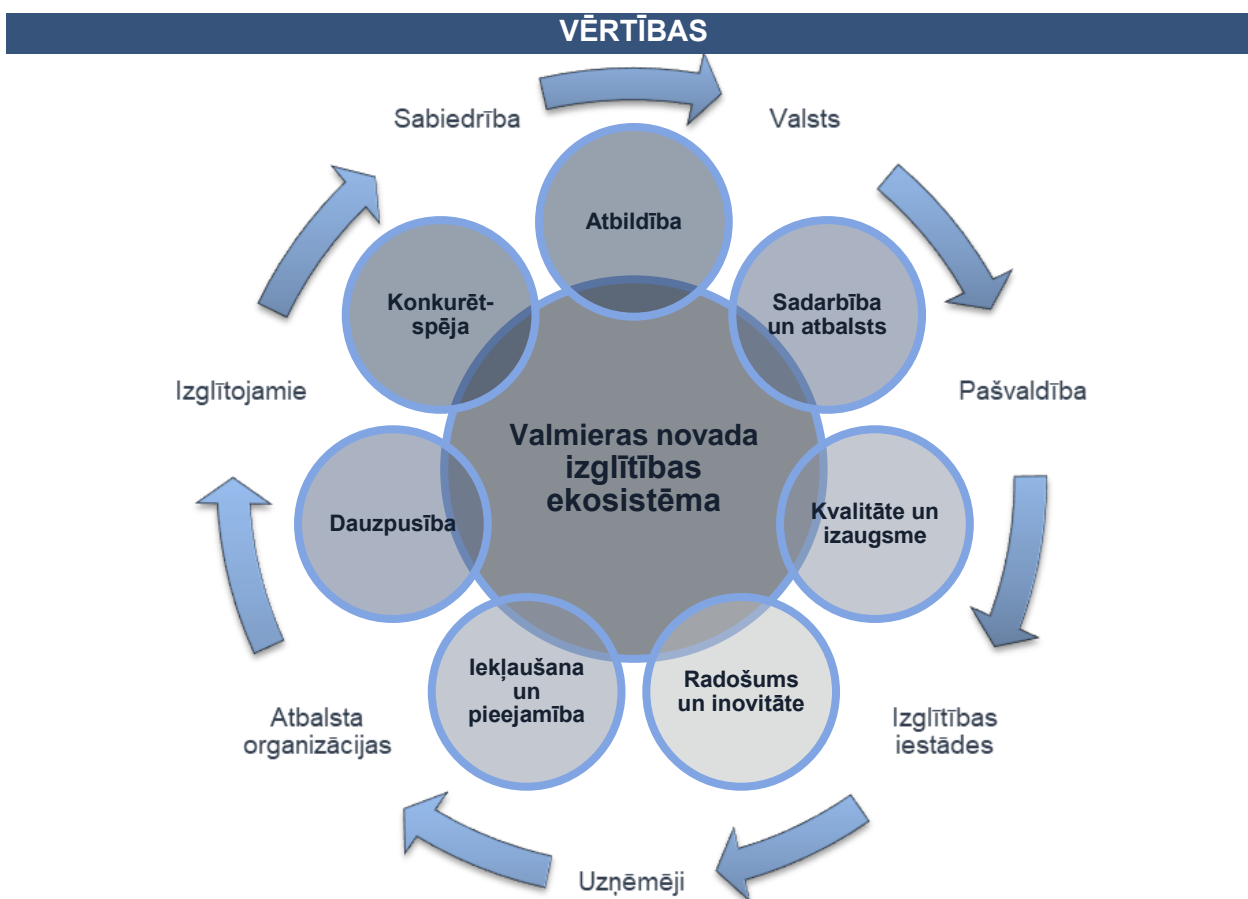 VĒRTĪBAS
Sabiedrība
Valsts
Atbildība
Konkurēt-
spēja
Sadarbība
un atbalsts
Izglītojamie
Pašvaldība
Valmieras novada
izglītības
ekosistēma
Dauzpusība
Kvalitāte un
izaugsme
Iekļaušana
un
pieejamība
Radošums
un inovitāte
Atbalsta
organizācijas
Izglītības
iestādes
Uzņēmēji